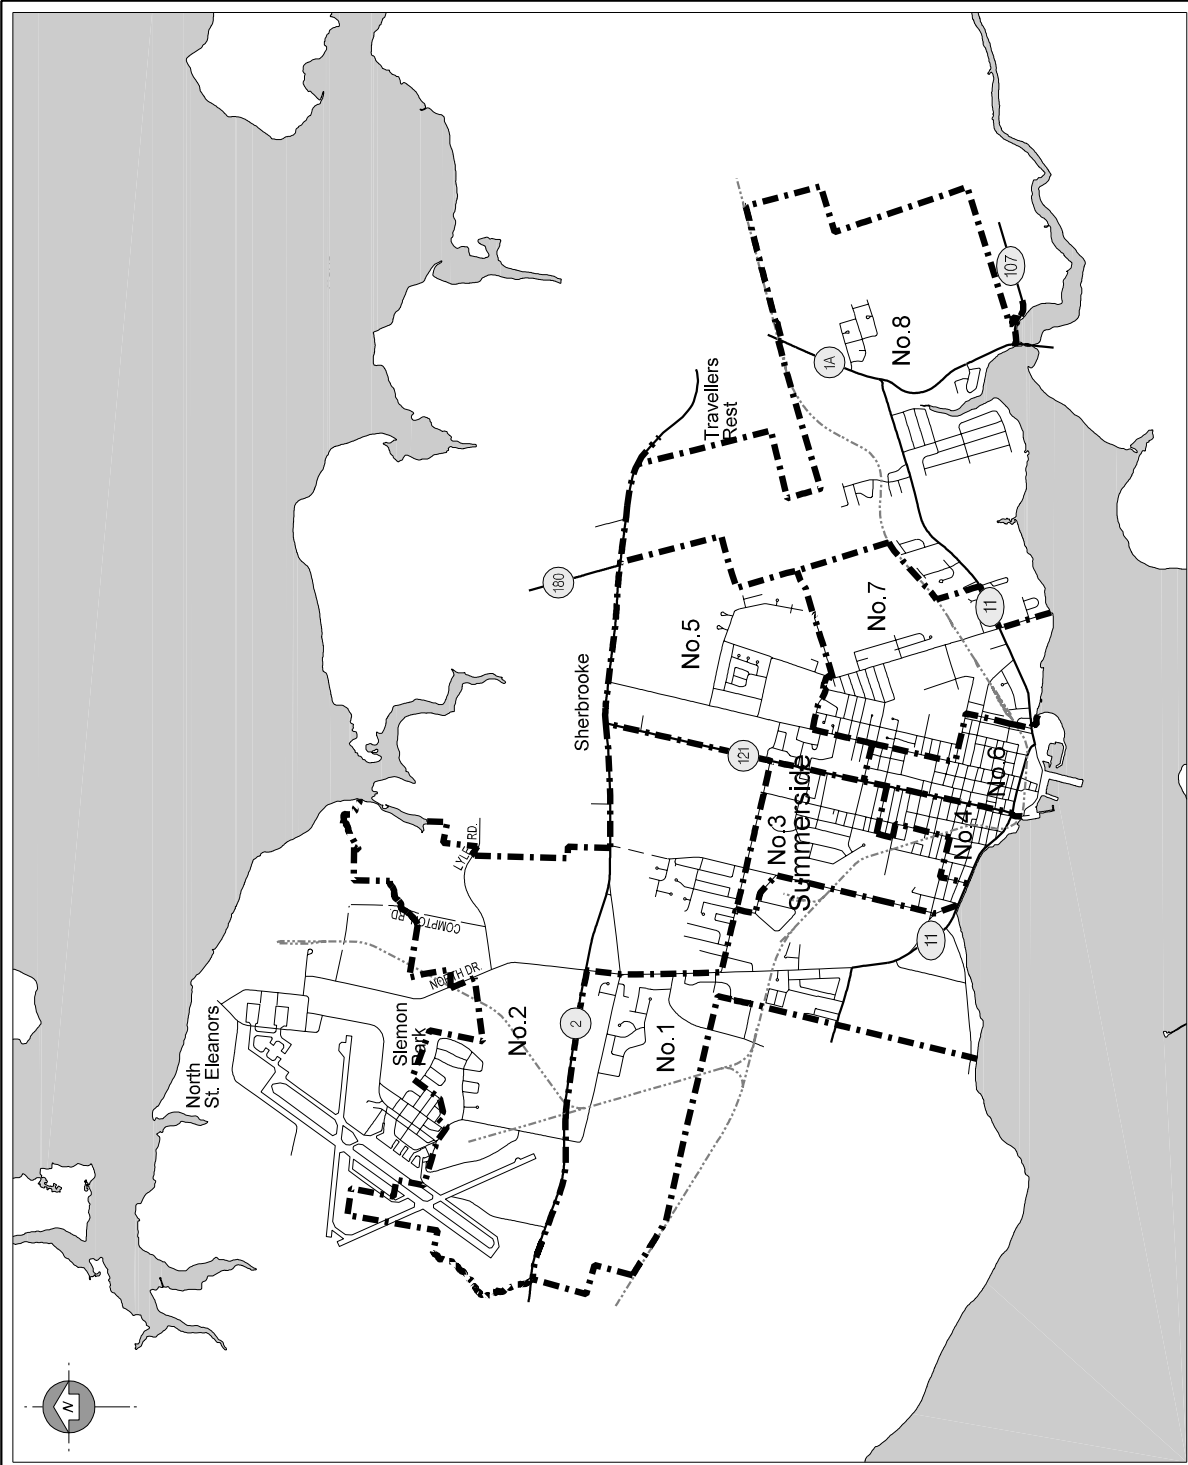 North
St. Eleanors
Slemon
Park
NORTH DR.
COMPTON RD.
LYLE RD.
No.2
2
No.1
Sherbrooke
180
Travellers
Rest
No.5
121
No.3
Summerside
No.7
No.8
1A
107
11
No.6
No.4
11
N